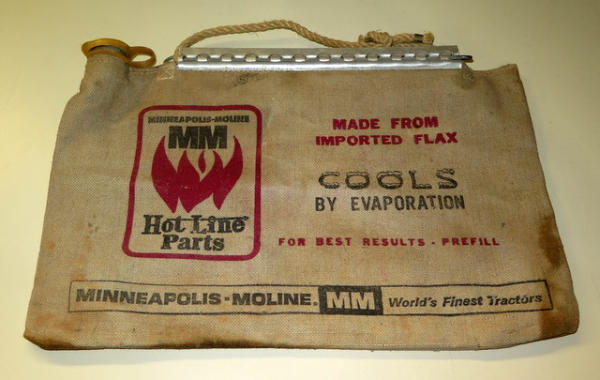 MINNEAPOLIS-MOLINE
MM
Hot Line
Parts
MADE FROM
IMPORTED FLAX
COOLS
BY EVAPORATION
FOR BEST RESULTS - PREFILL
MINNEAPOLIS-MOLINE. MM World's Finest Tractors